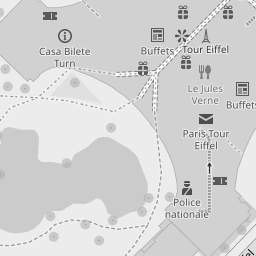 Casa Bilete
Turn
Buffets
Tour Eiffel
Le Jules
Verne
Buffets
Paris Tour
Eiffel
Police
nationale